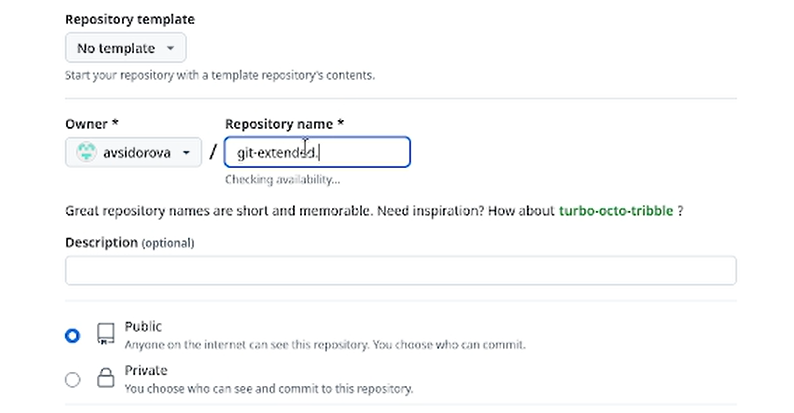 Repository template
No template
Start your repository with a template repository's contents.
Owner * Repository name *
avsidorova / git-extended.
Checking availability...
Great repository names are short and memorable. Need inspiration? How about turbo-octo-tribble ?
Description (optional)
Public
Anyone on the internet can see this repository. You choose who can commit.
Private
You choose who can see and commit to this repository.